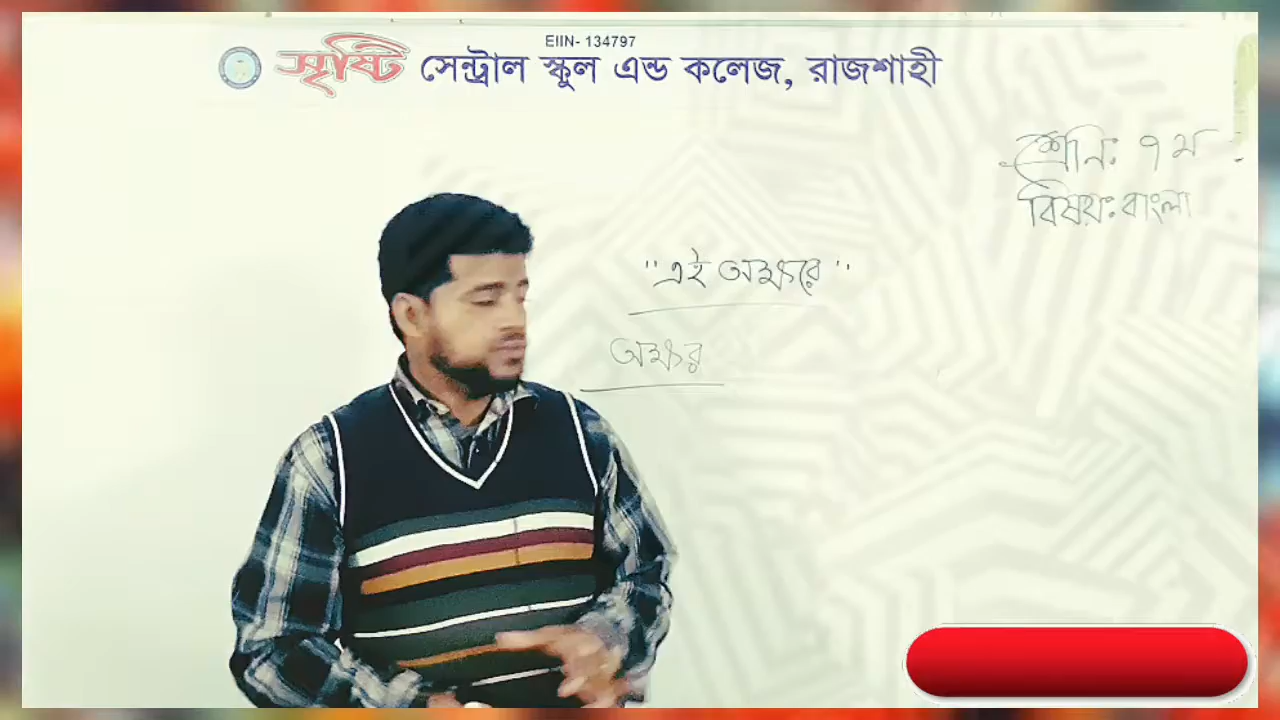 EIIN- 134797
সৃষ্টি সেন্ট্রাল স্কুল এন্ড কলেজ, রাজশাহী
শ্রেনি: ৭ম
বিষয়: বাংলা
"এই অক্ষরে"
অক্ষর